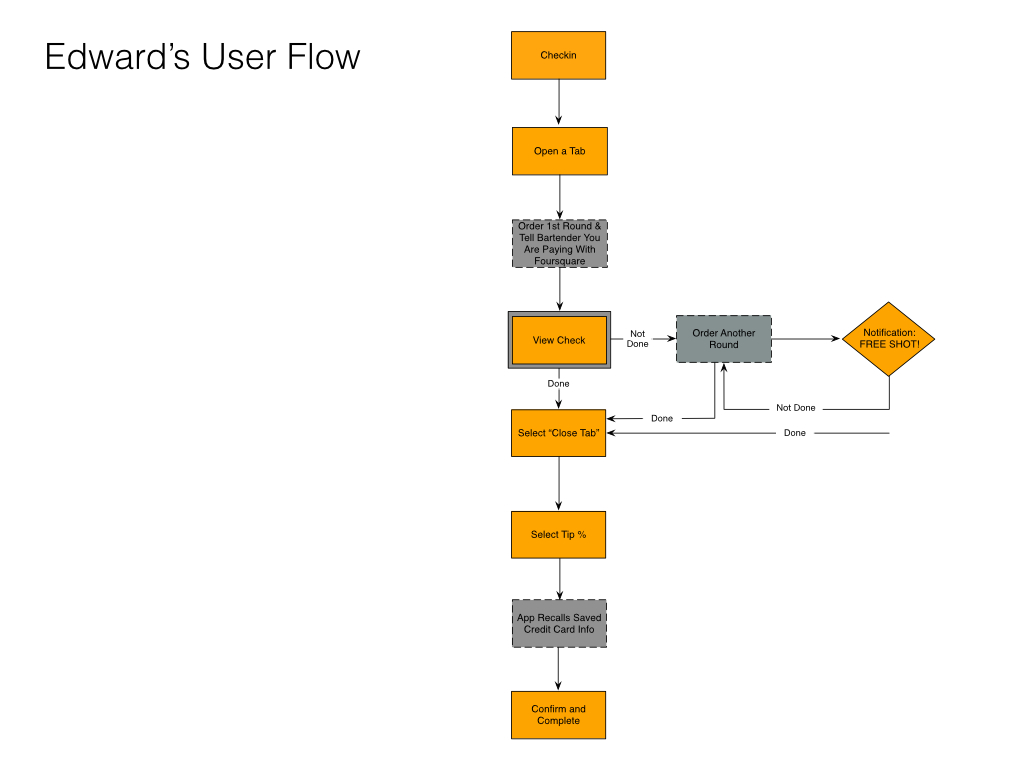 Edward’s User Flow
Checkin
Open a Tab
Order 1st Round &
Tell Bartender You
Are Paying With
Foursquare
View Check
Not
Done
Order Another
Round
Notification:
FREE SHOT!
Done
Not Done
Done
Select “Close Tab”
Done
Select Tip %
App Recalls Saved
Credit Card Info
Confirm and
Complete